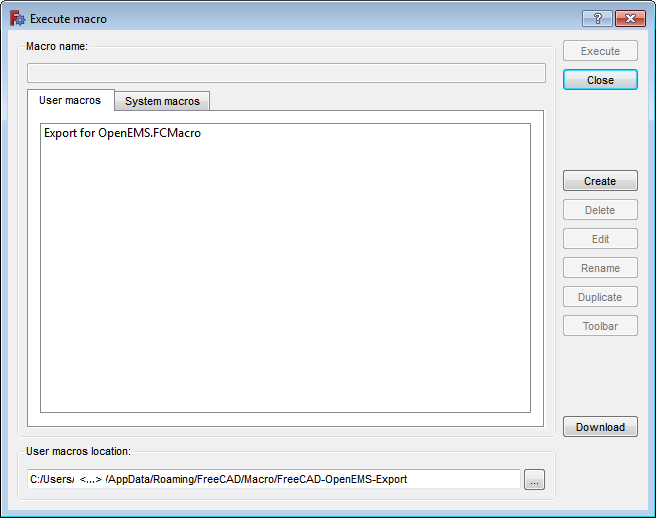 Execute macro
Macro name:
Execute
Close
User macros
System macros
Export for OpenEMS.FCMacro
Create
Delete
Edit
Rename
Duplicate
Toolbar
Download
User macros location:
C:/Users/ <...> /AppData/Roaming/FreeCAD/Macro/FreeCAD-OpenEMS-Export
...